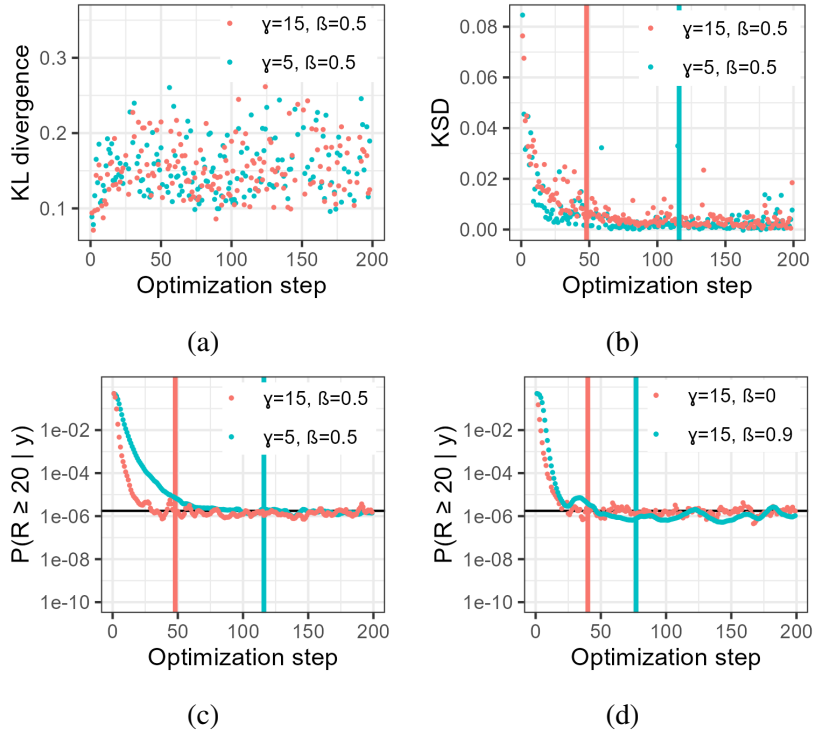 KL divergence
0.3
0.2
0.1
ɣ=15, ß=0.5
ɣ=5, ß=0.5
0 50 100 150 200
Optimization step
(a)
KSD
0.08
0.06
0.04
0.02
0.00
ɣ=15, ß=0.5
ɣ=5, ß=0.5
0 50 100 150 200
Optimization step
(b)
P(R ≥ 20 | y)
1e-02
1e-04
1e-06
1e-08
1e-10
ɣ=15, ß=0.5
ɣ=5, ß=0.5
0 50 100 150 200
Optimization step
(c)
P(R ≥ 20 | y)
1e-02
1e-04
1e-06
1e-08
1e-10
ɣ=15, ß=0
ɣ=15, ß=0.9
0 50 100 150 200
Optimization step
(d)